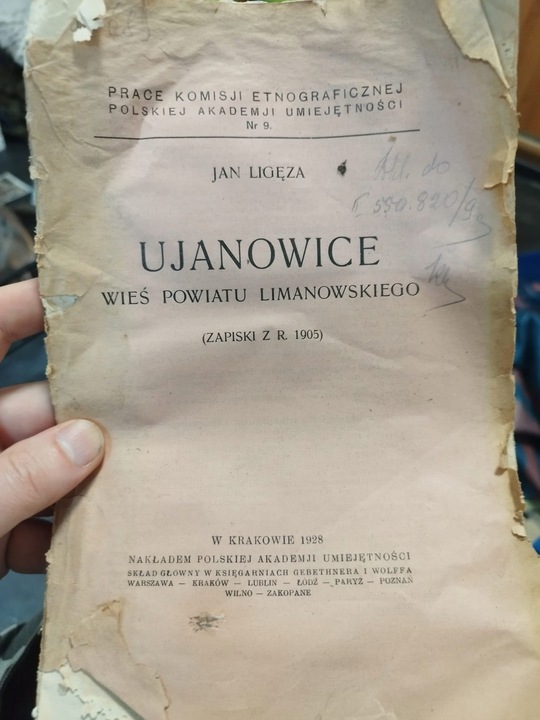 PRACE KOMISJI ETNOGRAFICZNEJ
POLSKIEJ AKADEMJI UMIEJĘTNOŚCI
Nr 9.
JAN LIGĘZA
UJANOWICE
WIEŚ POWIATU LIMANOWSKIEGO
(ZAPISKI Z R. 1905)
W KRAKOWIE 1928
NAKŁADEM POLSKIEJ AKADEMJI UMIEJĘTNOŚCI
SKŁAD GŁÓWNY W KSIĘGARNIACH GEBETHNERA I WOLFFA
WARSZAWA — KRAKÓW — LUBLIN — ŁÓDŹ — PARYŻ — POZNAŃ
WILNO — ZAKOPANE